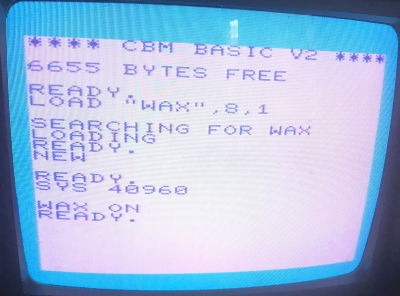 **** CBM BASIC V2 ****
6655 BYTES FREE
READY.
LOAD "WAX",8,1
SEARCHING FOR WAX
LOADING
READY.
NEW
READY.
SYS 40960
WAX ON
READY.